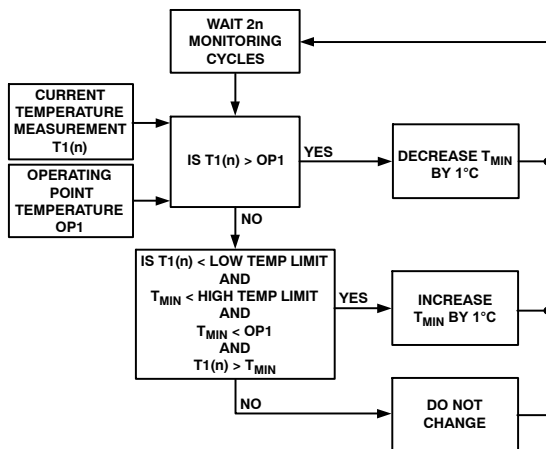 WAIT 2n
MONITORING
CYCLES
CURRENT
TEMPERATURE
MEASUREMENT
T1(n)
IS T1(n) > OP1
YES
DECREASE TMIN
BY 1°C
OPERATING
POINT
TEMPERATURE
OP1
NO
IS T1(n) < LOW TEMP LIMIT
AND
TMIN < HIGH TEMP LIMIT
AND
TMIN < OP1
AND
T1(n) > TMIN
YES
INCREASE
TMIN BY 1°C
NO
DO NOT
CHANGE